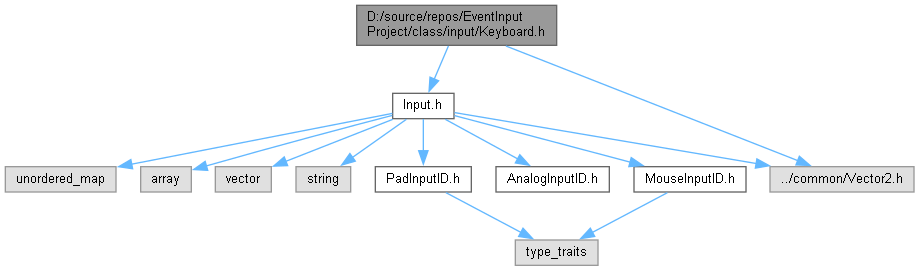 D:/source/repos/EventInput
Project/class/input/Keyboard.h
Input.h
unordered_map
array
vector
string
PadInputID.h
AnalogInputID.h
MouseInputID.h
../common/Vector2.h
type_traits